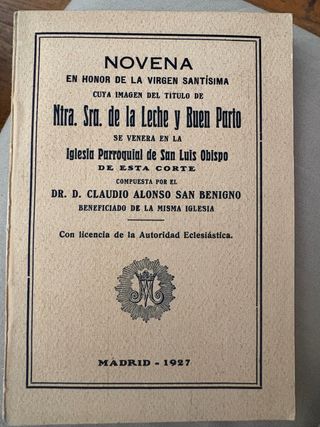 NOVENA
EN HONOR DE LA VIRGEN SANTÍSIMA
CUYA IMAGEN DEL TÍTULO DE
Ntra. Sra. de la Leche y Buen Parto
SE VENERA EN LA
Iglesia Parroquial de San Luis Obispo
DE ESTA CORTE
COMPUESTA POR EL
DR. D. CLAUDIO ALONSO SAN BENIGNO
BENEFICIADO DE LA MISMA IGLESIA
Con licencia de la Autoridad Eclesiástica.
MADRID - 1927